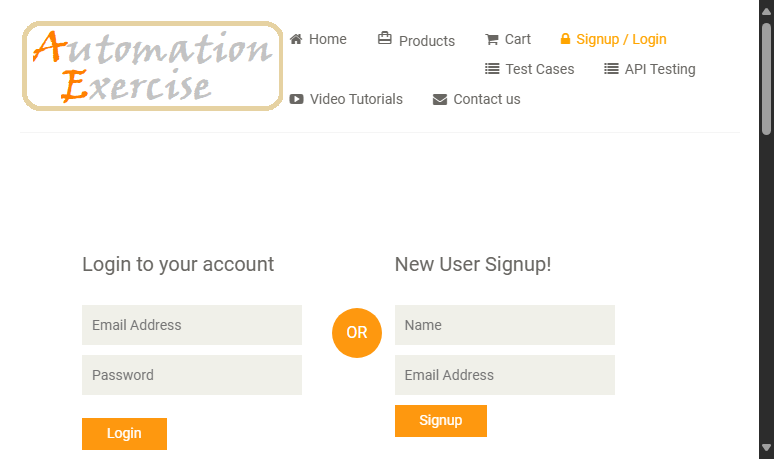 Automation
Exercise
Home
Products
Cart
Signup / Login
Test Cases
API Testing
Video Tutorials
Contact us
Login to your account
Email Address
Password
Login
OR
New User Signup!
Name
Email Address
Signup